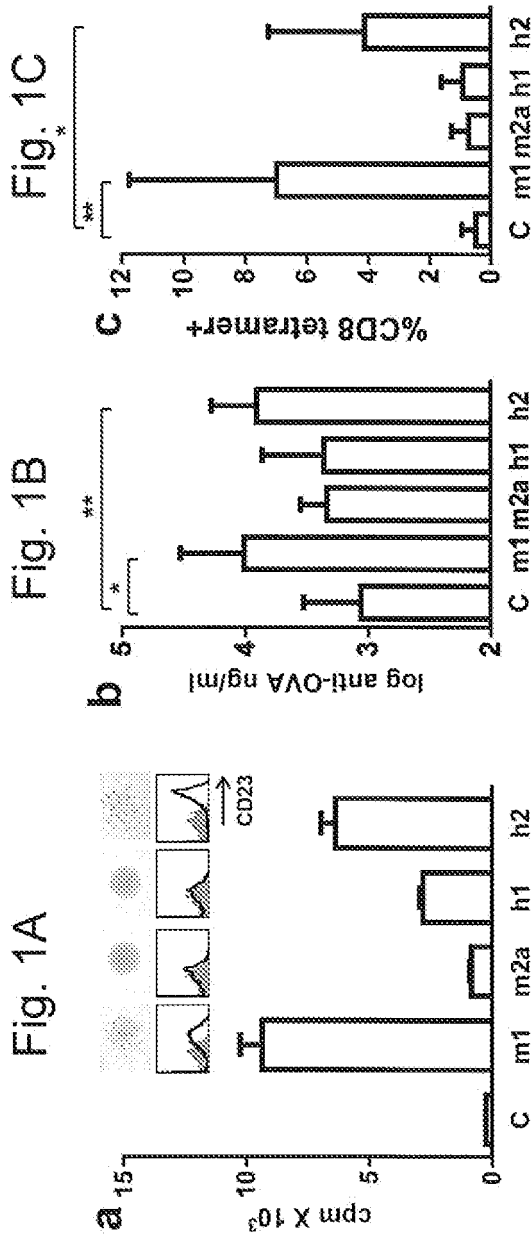 Fig. 1A
a
15
10
5
0
cpm X 10³
CD23
C m1 m2a h1 h2
Fig. 1B
b
5
4
3
2
log anti-OVA ng/ml
*
**
C m1 m2a h1 h2
Fig. 1C
c
12
10
8
6
4
2
0
%CD8 tetramer+
**
*
C m1 m2a h1 h2